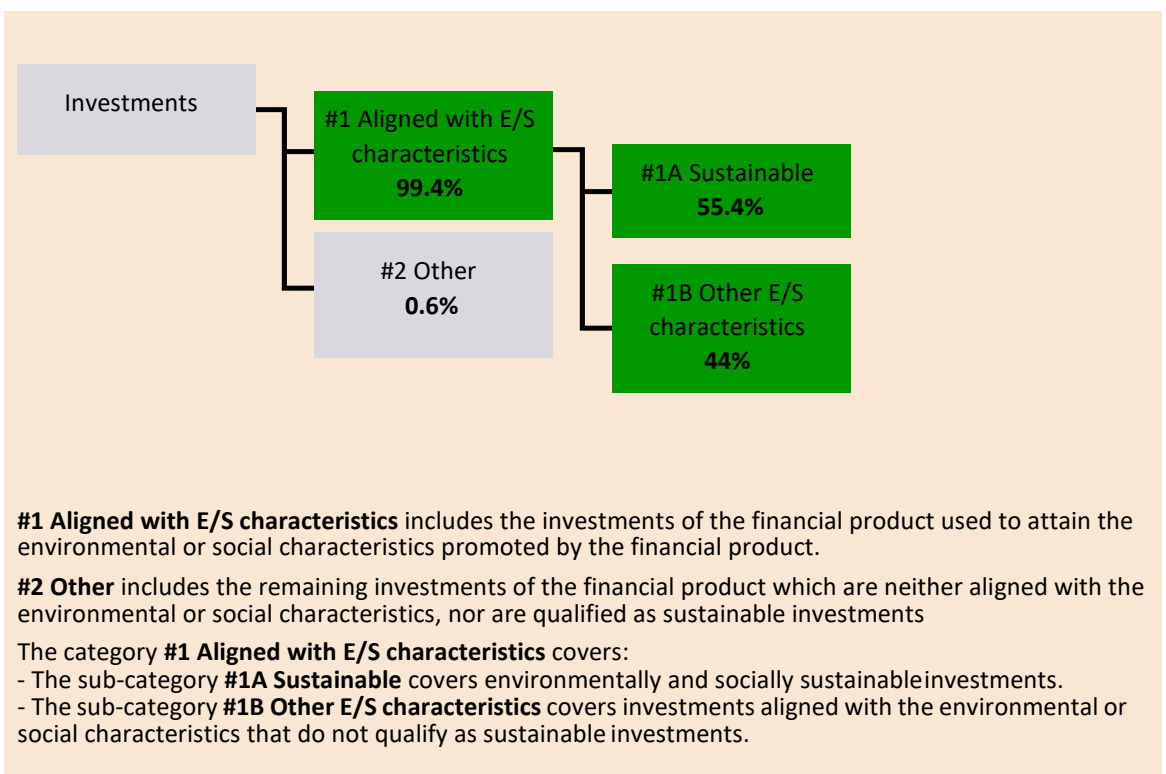 Investments
#1 Aligned with E/S
characteristics
99.4%
#1A Sustainable
55.4%
#2 Other
0.6%
#1B Other E/S
characteristics
44%
#1 Aligned with E/S characteristics includes the investments of the financial product used to attain the
environmental or social characteristics promoted by the financial product.
#2 Other includes the remaining investments of the financial product which are neither aligned with the
environmental or social characteristics, nor are qualified as sustainable investments
The category #1 Aligned with E/S characteristics covers:
- The sub-category #1A Sustainable covers environmentally and socially sustainable investments.
- The sub-category #1B Other E/S characteristics covers investments aligned with the environmental or
social characteristics that do not qualify as sustainable investments.